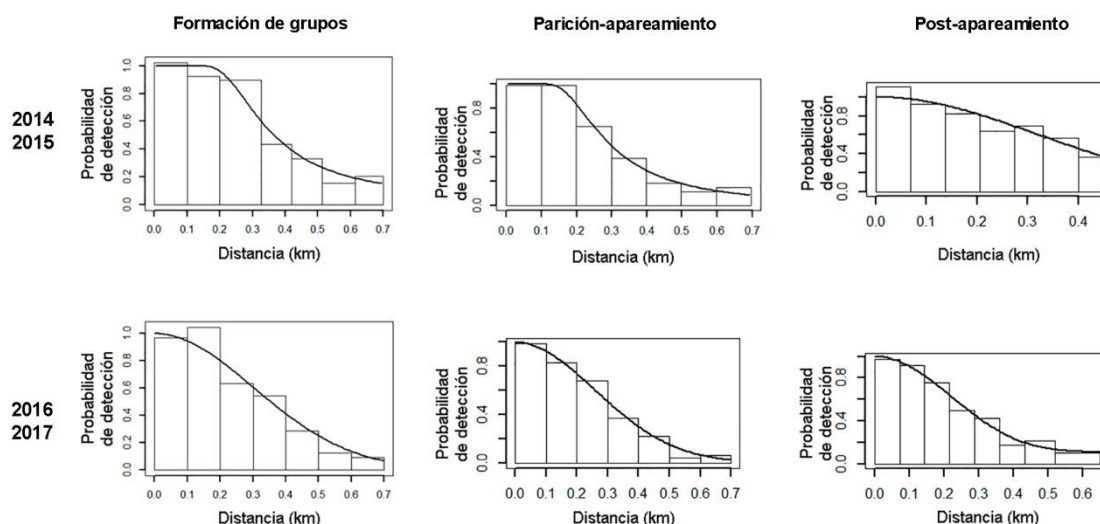 Formación de grupos
Parición-apareamiento
Post-apareamiento
2014
2015
Probabilidad
de detección
0.0 0.2 0.4 0.6 0.8 1.0
0.0 0.1 0.2 0.3 0.4 0.5 0.6 0.7
Distancia (km)
Probabilidad
de detección
0.0 0.4 0.8
0.0 0.1 0.2 0.3 0.4 0.5 0.6 0.7
Distancia (km)
Probabilidad
de detección
0.0 0.4 0.8
0.0 0.1 0.2 0.3 0.4
Distancia (km)
2016
2017
Probabilidad
de detección
0.0 0.2 0.4 0.6 0.8 1.0
0.0 0.1 0.2 0.3 0.4 0.5 0.6 0.7
Distancia (km)
Probabilidad
de detección
0.0 0.4 0.8
0.0 0.1 0.2 0.3 0.4 0.5 0.6 0.7
Distancia (km)
Probabilidad
de detección
0.0 0.4 0.8
0.0 0.1 0.2 0.3 0.4 0.5 0.6
Distancia (km)